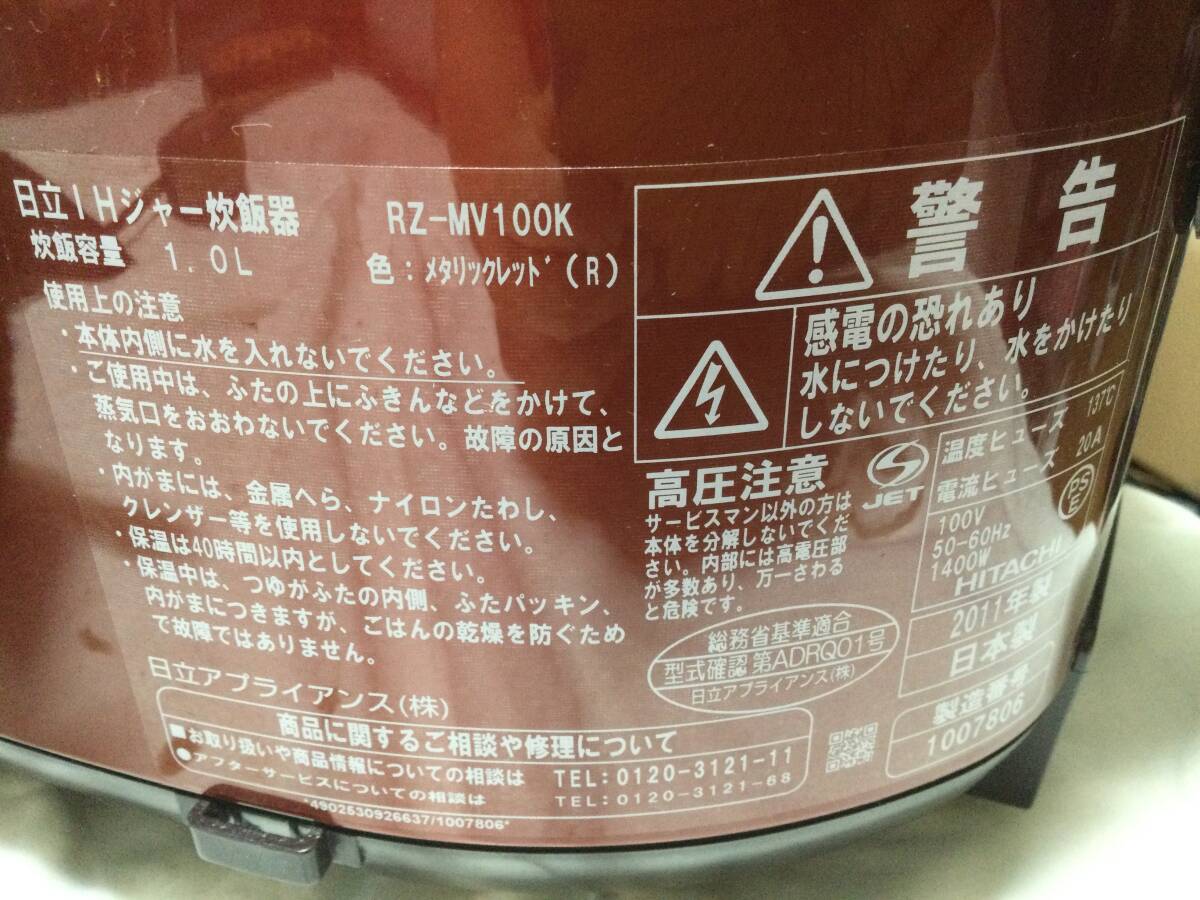 日立IHジャー炊飯器 RZ-MV100K
炊飯容量 1.0L 色：メタリックレッド（R）
使用上の注意
・本体内側に水を入れないでください。
・ご使用中は、ふたの上にふきんなどをかけて、
蒸気口をおおわないでください。故障の原因と
なります。
・内がまには、金属へら、ナイロンたわし、
クレンザー等を使用しないでください。
・保温は40時間以内としてください。
・保温中は、つゆがふたの内側、ふたパッキン、
内がまにつきますが、ごはんの乾燥を防ぐため
で故障ではありません。
日立アプライアンス(株)
商品に関するご相談や修理について
■お取り扱いや商品情報についての相談は TEL:0120-3121-11
●アフターサービスについての相談は TEL:0120-3121-68
*4902530926637/1007806*
警告
感電の恐れあり
水につけたり、水をかけたり
しないでください。
高圧注意
サービスマン以外の方は
本体を分解しないでくだ
さい。内部には高電圧部
が多数あり、万一さわる
と危険です。
JET
温度ヒューズ 137℃
電流ヒューズ 20A
PS
E
100V
50-60Hz
1400W
HITACHI
2011年製
日本製
総務省基準適合
型式確認 第ADRQ01号
日立アプライアンス(株)
製造番号
1007806